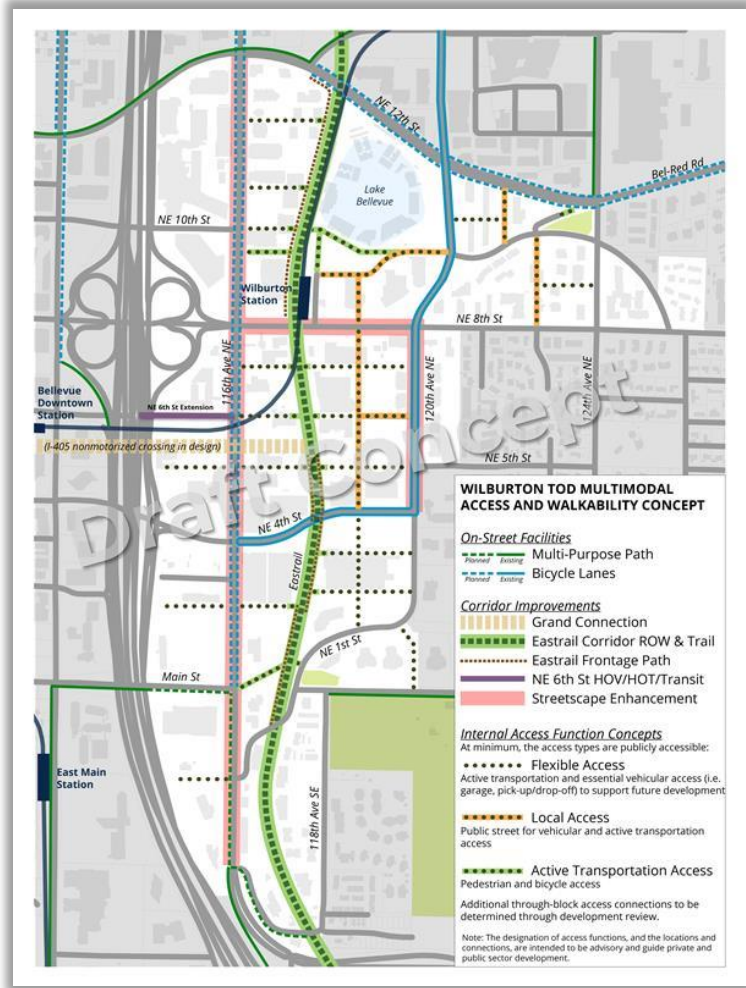 NE 12th St
Bel-Red Rd
Lake
Bellevue
NE 10th St
Wilburton
Station
NE 8th St
116th Ave NE
120th Ave NE
124th Ave NE
Bellevue
Downtown
Station
NE 6th St Extension
(I-405 nonmotorized crossing in design)
NE 5th St
Draft Concept
NE 4th St
Eastrail
NE 1st St
Main St
East Main
Station
118th Ave SE
WILBURTON TOD MULTIMODAL
ACCESS AND WALKABILITY CONCEPT
On-Street Facilities
Multi-Purpose Path
Planned Existing
Bicycle Lanes
Planned Existing
Corridor Improvements
Grand Connection
Eastrail Corridor ROW & Trail
Eastrail Frontage Path
NE 6th St HOV/HOT/Transit
Streetscape Enhancement
Internal Access Function Concepts
At minimum, the access types are publicly accessible:
Flexible Access
Active transportation and essential vehicular access (i.e.
garage, pick-up/drop-off) to support future development
Local Access
Public street for vehicular and active transportation
access
Active Transportation Access
Pedestrian and bicycle access
Additional through-block access connections to be
determined through development review.
Note: The designation of access functions, and the locations and
connections, are intended to be advisory and guide private and
public sector development.